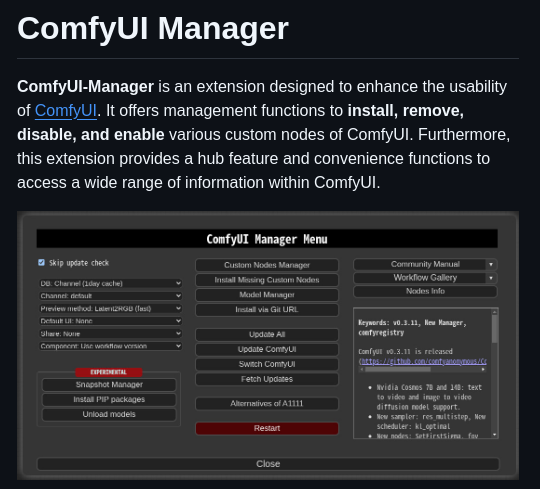 ComfyUI Manager
ComfyUI-Manager is an extension designed to enhance the usability
of ComfyUI. It offers management functions to install, remove,
disable, and enable various custom nodes of ComfyUI. Furthermore,
this extension provides a hub feature and convenience functions to
access a wide range of information within ComfyUI.
ComfyUI Manager Menu
Skip update check
DB: Channel (1day cache)
Channel: default
Preview method: Latent2RGB (fast)
Default UI: None
Share: None
Component: Use workflow version
EXPERIMENTAL
Snapshot Manager
Install PIP packages
Unload models
Custom Nodes Manager
Install Missing Custom Nodes
Model Manager
Install via Git URL
Update All
Update ComfyUI
Switch ComfyUI
Fetch Updates
Alternatives of A1111
Restart
Community Manual
Workflow Gallery
Nodes Info
Keywords: v0.3.11, New Manager,
comfyregistry
ComfyUI v0.3.11 is released
(https://github.com/comfyanonymous/Co
Nvidia Cosmos 7B and 14B: text
to video and image to video
diffusion model support.
New sampler: res_multistep, New
scheduler: kl_optimal
New nodes: SetFirstSigma, fov
Close